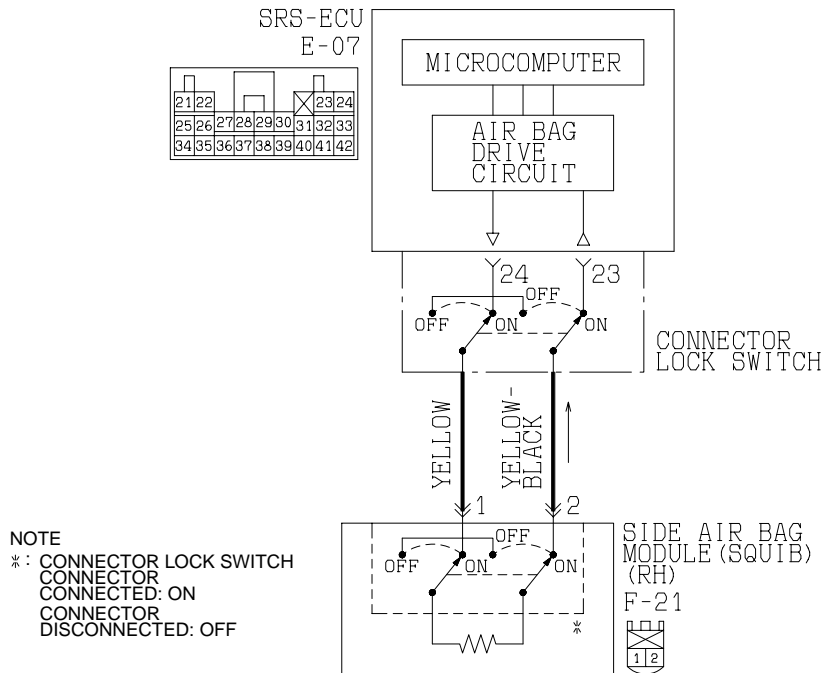 SRS-ECU
E-07
21 22 23 24
25 26 27 28 29 30 31 32 33
34 35 36 37 38 39 40 41 42
MICROCOMPUTER
AIR BAG
DRIVE
CIRCUIT
24 23
OFF ON OFF ON
CONNECTOR
LOCK SWITCH
YELLOW
YELLOW-
BLACK
1 2
OFF ON OFF ON
*
SIDE AIR BAG
MODULE(SQUIB)
(RH)
F-21
1 2
NOTE
*: CONNECTOR LOCK SWITCH
CONNECTOR
CONNECTED: ON
CONNECTOR
DISCONNECTED: OFF